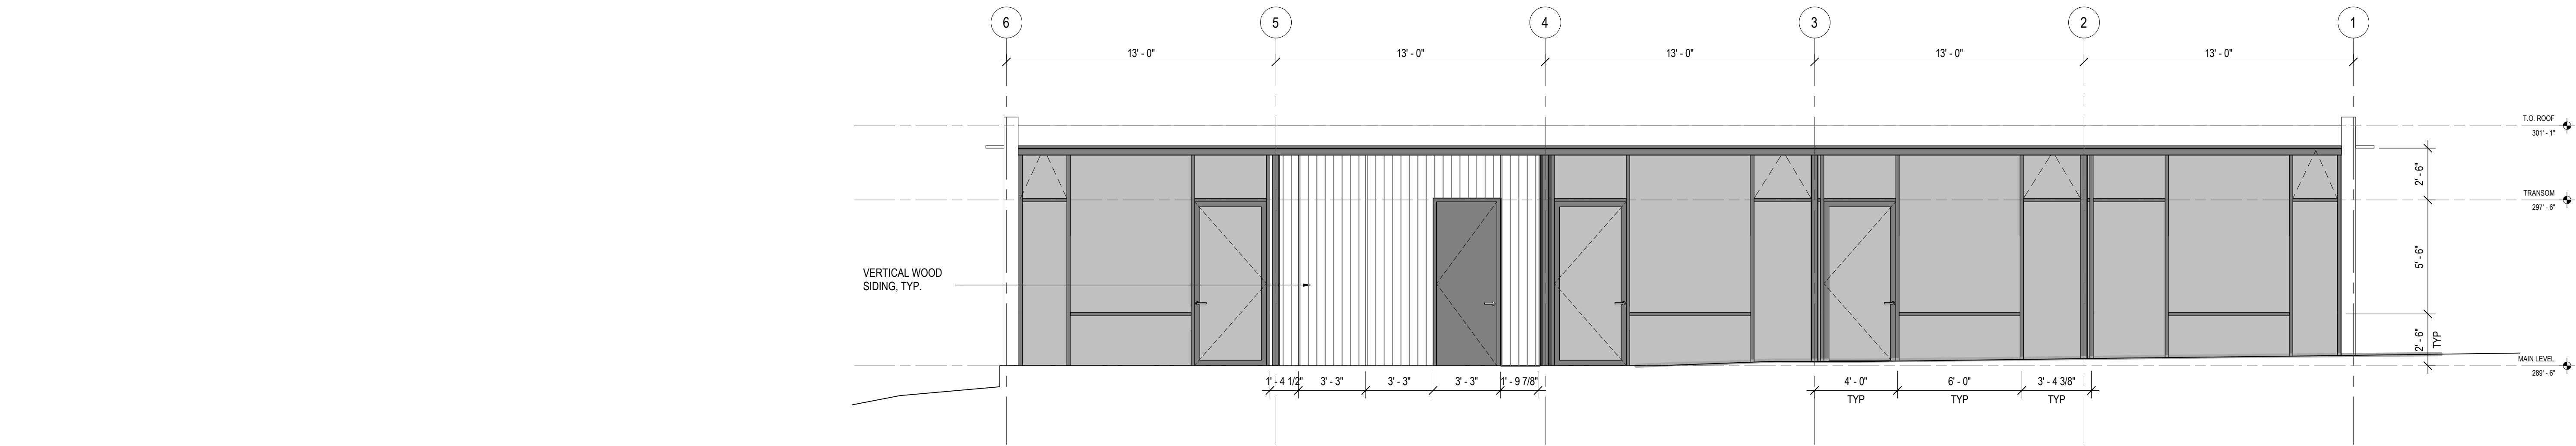 6
5
4
3
2
1
13' - 0"
13' - 0"
13' - 0"
13' - 0"
13' - 0"
T.O. ROOF
301' - 1"
2' - 6"
TRANSOM
297' - 6"
5' - 6"
VERTICAL WOOD
SIDING, TYP.
2' - 6"
TYP
MAIN LEVEL
289' - 6"
1' - 4 1/2"
3' - 3"
3' - 3"
3' - 3"
1' - 9 7/8"
4' - 0"
TYP
6' - 0"
TYP
3' - 4 3/8"
TYP